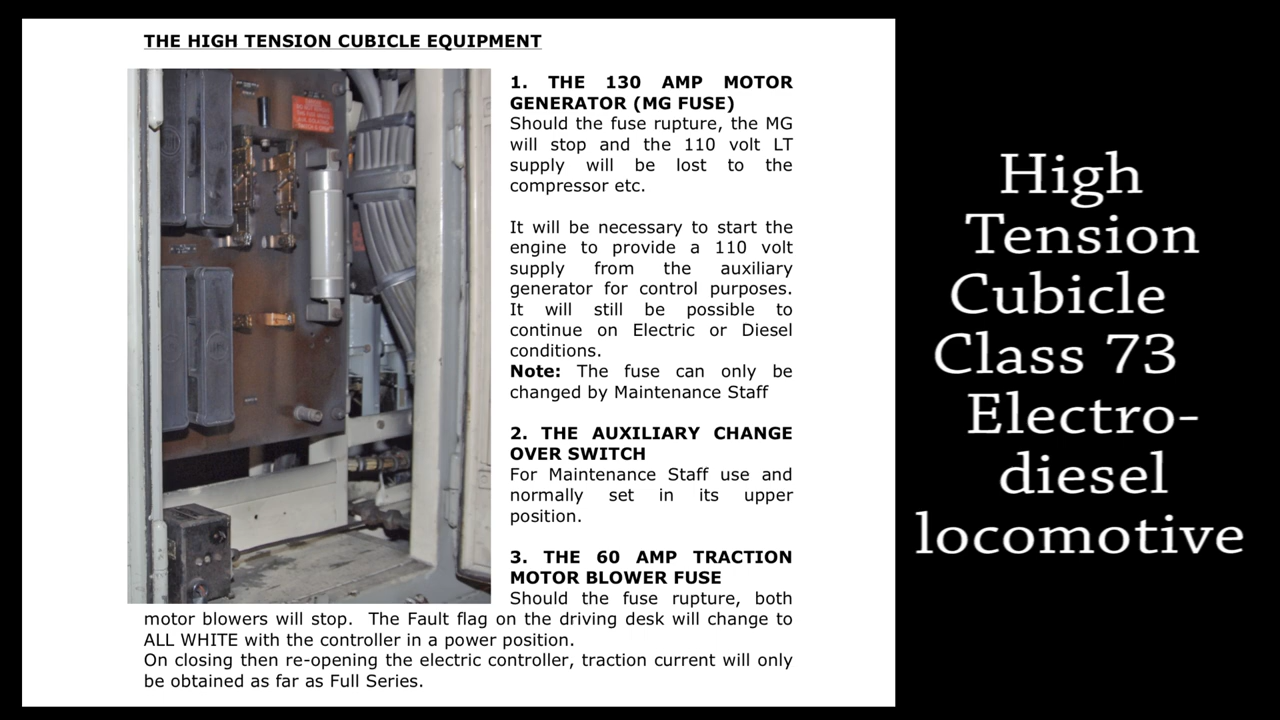 THE HIGH TENSION CUBICLE EQUIPMENT
1. THE 130 AMP MOTOR
GENERATOR (MG FUSE)
Should the fuse rupture, the MG
will stop and the 110 volt LT
supply will be lost to the
compressor etc.
It will be necessary to start the
engine to provide a 110 volt
supply from the auxiliary
generator for control purposes.
It will still be possible to
continue on Electric or Diesel
conditions.
Note: The fuse can only be
changed by Maintenance Staff
2. THE AUXILIARY CHANGE
OVER SWITCH
For Maintenance Staff use and
normally set in its upper
position.
3. THE 60 AMP TRACTION
MOTOR BLOWER FUSE
Should the fuse rupture, both
motor blowers will stop. The Fault flag on the driving desk will change to
ALL WHITE with the controller in a power position.
On closing then re-opening the electric controller, traction current will only
be obtained as far as Full Series.
High
Tension
Cubicle
Class 73
Electro-
diesel
locomotive